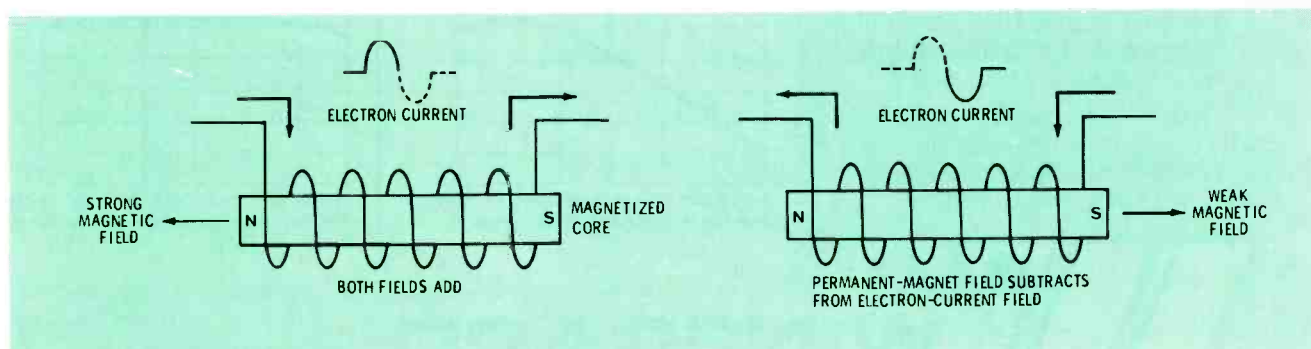 ELECTRON CURRENT
STRONG
MAGNETIC
FIELD
N
S
MAGNETIZED
CORE
BOTH FIELDS ADD
ELECTRON CURRENT
N
S
WEAK
MAGNETIC
FIELD
PERMANENT-MAGNET FIELD SUBTRACTS
FROM ELECTRON-CURRENT FIELD